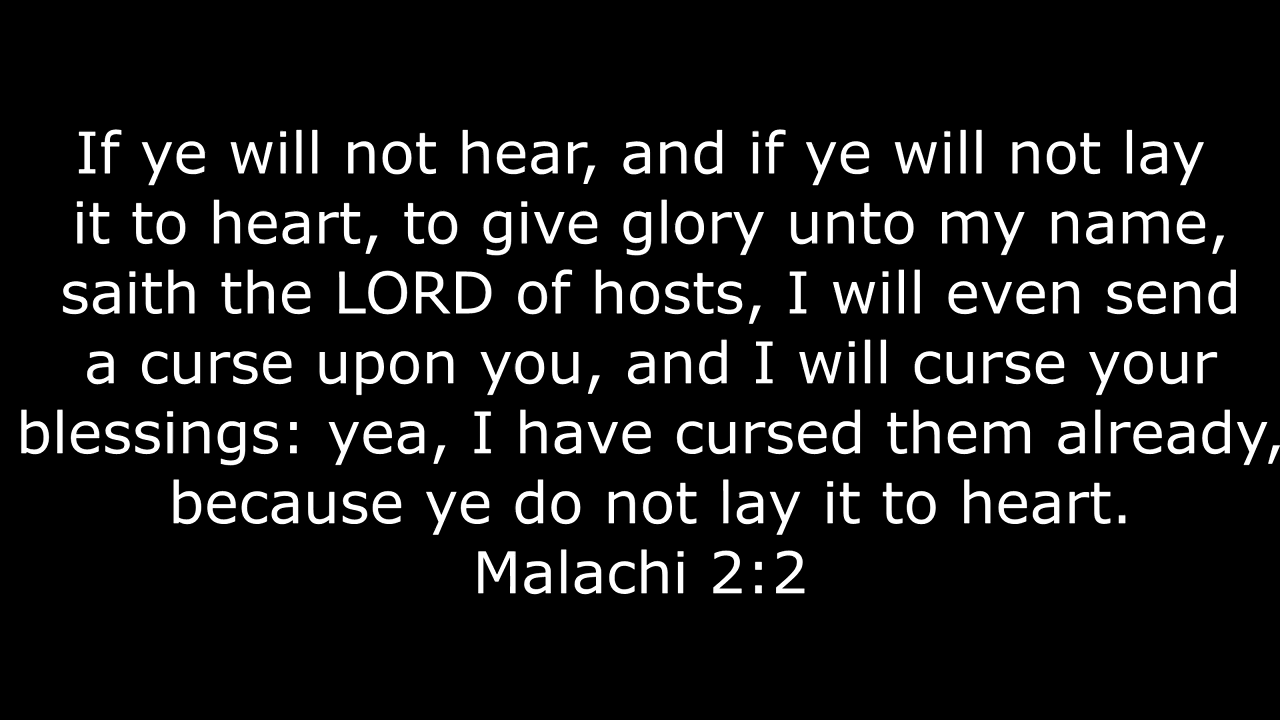 If ye will not hear, and if ye will not lay
it to heart, to give glory unto my name,
saith the LORD of hosts, I will even send
a curse upon you, and I will curse your
blessings: yea, I have cursed them already,
because ye do not lay it to heart.
Malachi 2:2